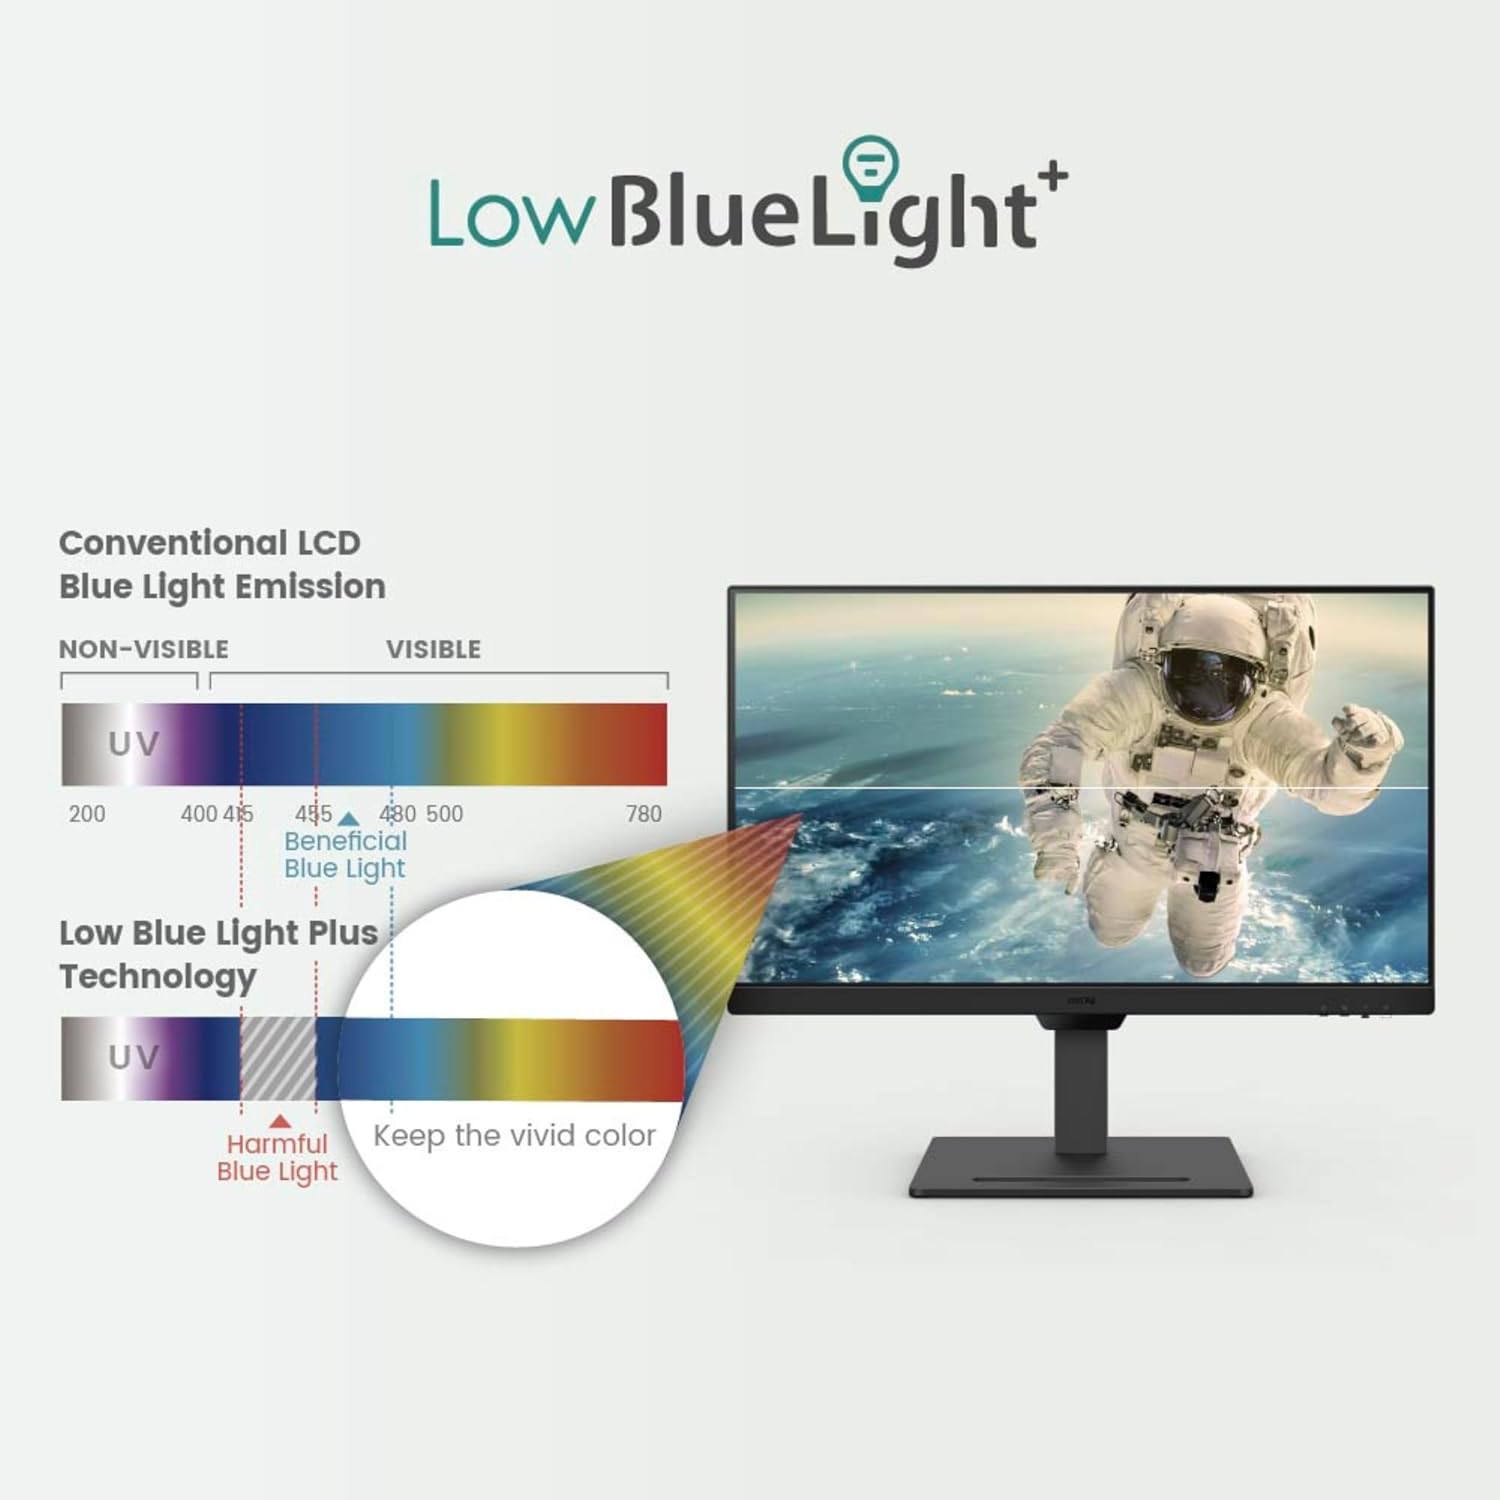 LowBlueLight+
Conventional LCD
Blue Light Emission
NON-VISIBLE VISIBLE
UV
200 400 415 455 480 500 780
Beneficial
Blue Light
Low Blue Light Plus
Technology
UV
Harmful
Blue Light
Keep the vivid color